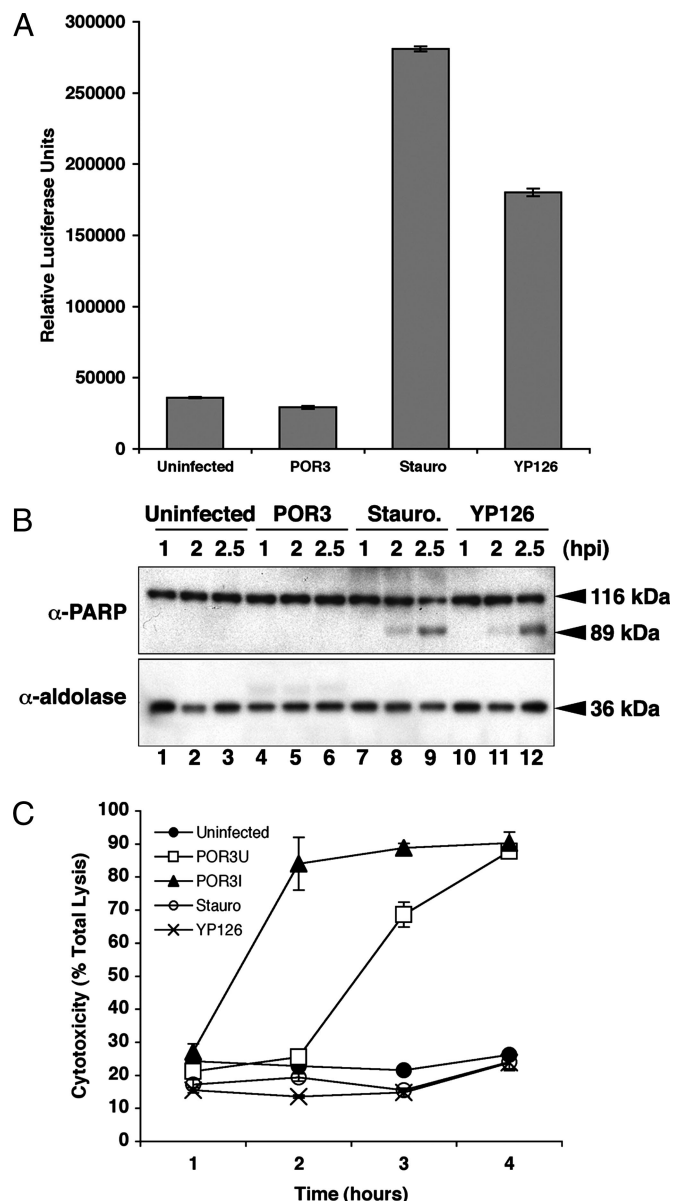 A
300000
250000
200000
150000
100000
50000
0
Relative Luciferase Units
Uninfected POR3 Stauro YP126
B
Uninfected POR3 Stauro. YP126
1 2 2.5 1 2 2.5 1 2 2.5 1 2 2.5 (hpi)
α-PARP
116 kDa
89 kDa
α-aldolase
36 kDa
1 2 3 4 5 6 7 8 9 10 11 12
C
100
90
80
70
60
50
40
30
20
10
0
Cytotoxicity (% Total Lysis)
Uninfected
POR3U
POR3I
Stauro
YP126
1 2 3 4
Time (hours)